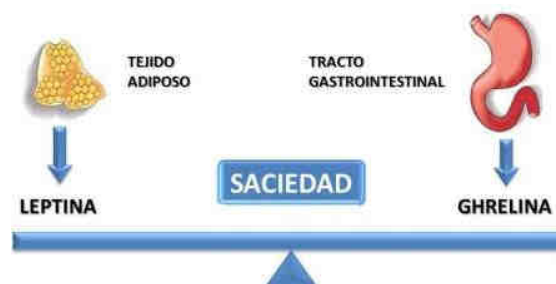 TEJIDO
ADIPOSO
TRACTO
GASTROINTESTINAL
SACIEDAD
LEPTINA
GHRELINA